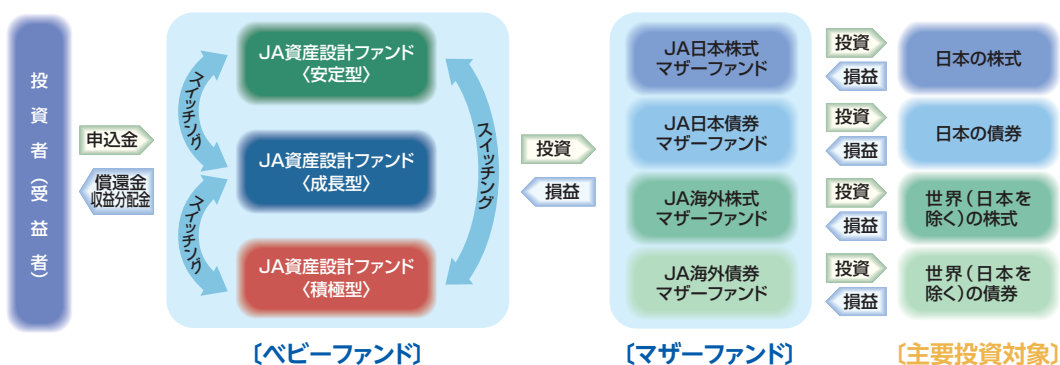 投資者（受益者）
申込金
償還金
収益分配金
JA資産設計ファンド
〈安定型〉
スイッチング
JA資産設計ファンド
〈成長型〉
スイッチング
JA資産設計ファンド
〈積極型〉
スイッチング
〔ベビーファンド〕
投資
損益
JA日本株式
マザーファンド
JA日本債券
マザーファンド
JA海外株式
マザーファンド
JA海外債券
マザーファンド
〔マザーファンド〕
投資
損益
日本の株式
投資
損益
日本の債券
投資
損益
世界（日本を
除く）の株式
投資
損益
世界（日本を
除く）の債券
〔主要投資対象〕